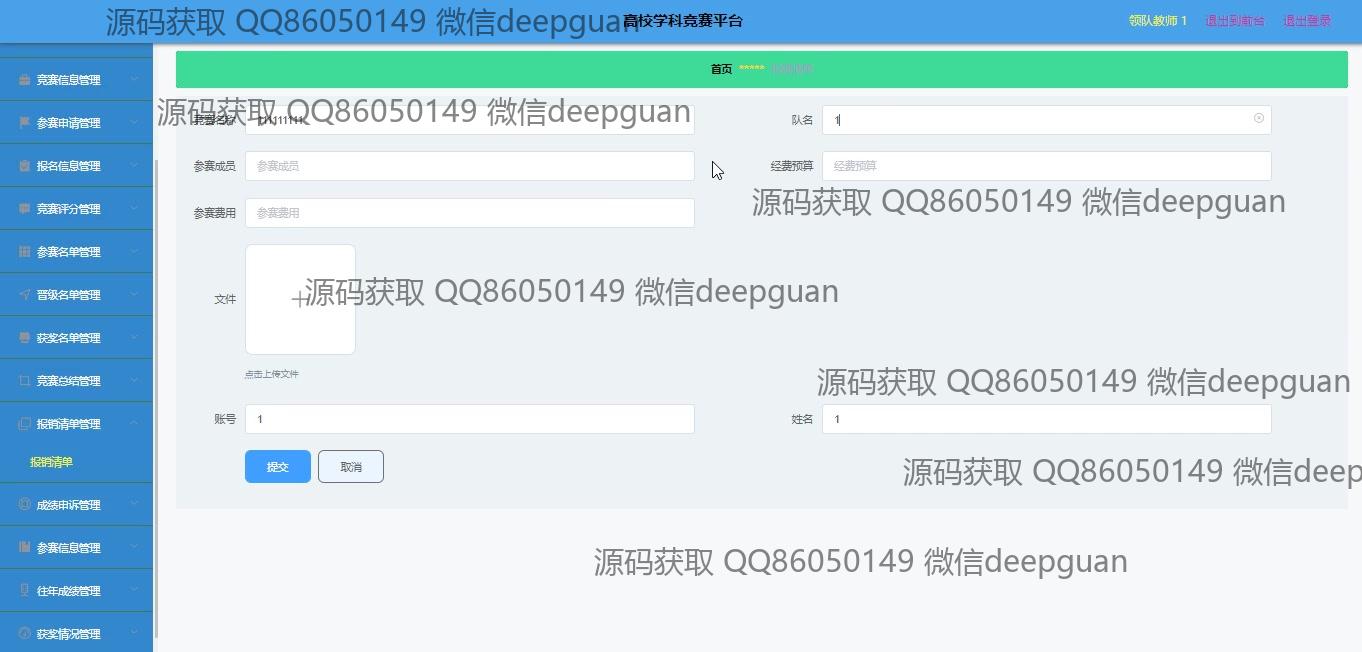 源码获取 QQ86050149 微信deepguan
高校学科竞赛平台
领队教师 1 退出到前台 退出登录
竞赛信息管理
参赛申请管理
报名信息管理
竞赛评分管理
参赛名单管理
晋级名单管理
获奖名单管理
竞赛总结管理
报销清单管理
报销清单
成绩申诉管理
参赛信息管理
往年成绩管理
获奖情况管理
首页 *****
源码获取 QQ86050149 微信deepguan
竞赛名称 111111111
队名 1
参赛成员 参赛成员
经费预算 经费预算
源码获取 QQ86050149 微信deepguan
参赛费用 参赛费用
文件
源码获取 QQ86050149 微信deepguan
点击上传文件
源码获取 QQ86050149 微信deepguan
账号 1
姓名 1
提交 取消
源码获取 QQ86050149 微信deep
源码获取 QQ86050149 微信deepguan